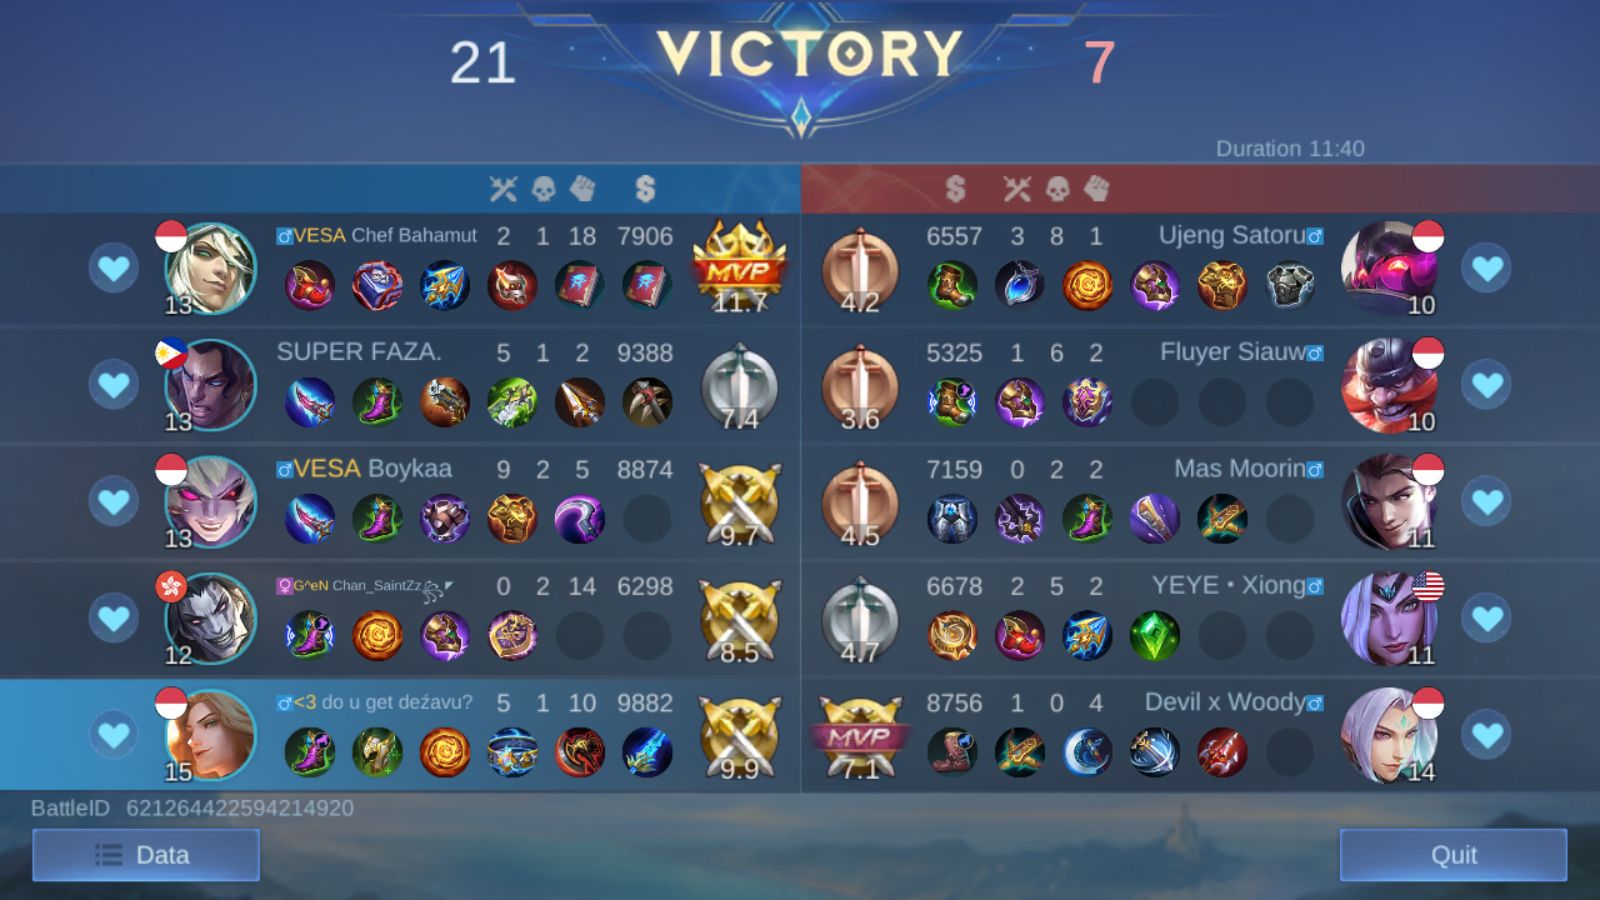 21 VICTORY 7
Duration 11:40
VESA Chef Bahamut 2 1 18 7906
MVP 11.7
13
SUPER FAZA. 5 1 2 9388
7.4
13
VESA Boykaa 9 2 5 8874
9.7
13
G^eN Chan_SaintZz 0 2 14 6298
8.5
12
<3 do u get deźavu? 5 1 10 9882
9.9
15
6557 3 8 1 Ujeng Satoru
4.2
10
5325 1 6 2 Fluyer Siauw
3.6
10
7159 0 2 2 Mas Moorin
4.5
11
6678 2 5 2 YEYE • Xiong
4.7
11
8756 1 0 4 Devil x Woody
MVP 7.1
14
BattleID 621264422594214920
Data
Quit